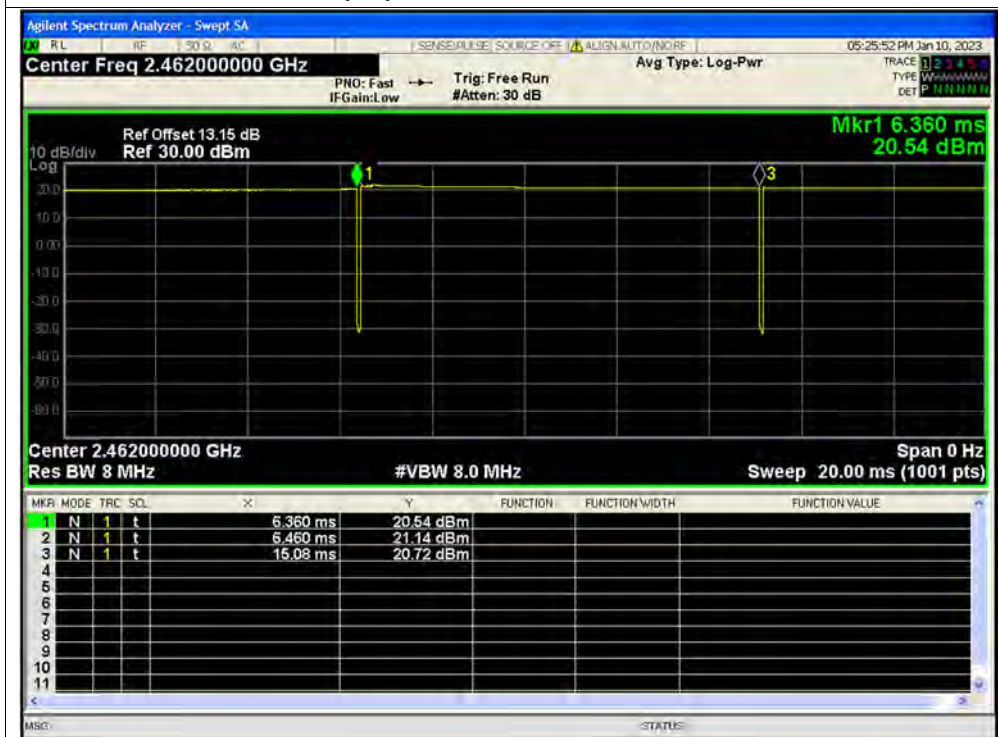 Agilent Spectrum Analyzer - Swept SA
RL RF 50 Ω AC SENSE:PULSE SOURCE OFF ALIGN AUTO/NO RF 05:25:52 PM Jan 10, 2023
Center Freq 2.462000000 GHz
PNO: Fast
IFGain:Low
Trig: Free Run
#Atten: 30 dB
Avg Type: Log-Pwr
TRACE 1 2 3 4 5 6
TYPE
DET P N N N N N
Mkr1 6.360 ms
20.54 dBm
Ref Offset 13.15 dB
10 dB/div Ref 30.00 dBm
Log
1
3
20.0
10.0
0.00
-10.0
-20.0
-30.0
-40.0
-50.0
-60.0
Center 2.462000000 GHz Span 0 Hz
Res BW 8 MHz #VBW 8.0 MHz Sweep 20.00 ms (1001 pts)
MKR MODE TRC SCL X Y FUNCTION FUNCTION WIDTH FUNCTION VALUE
1 N 1 t 6.360 ms 20.54 dBm
2 N 1 t 6.460 ms 21.14 dBm
3 N 1 t 15.08 ms 20.72 dBm
4
5
6
7
8
9
10
11
MSG STATUS